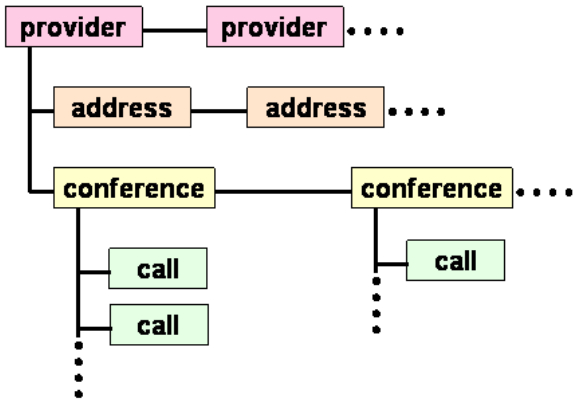 provider provider
address address
conference conference
call call
call